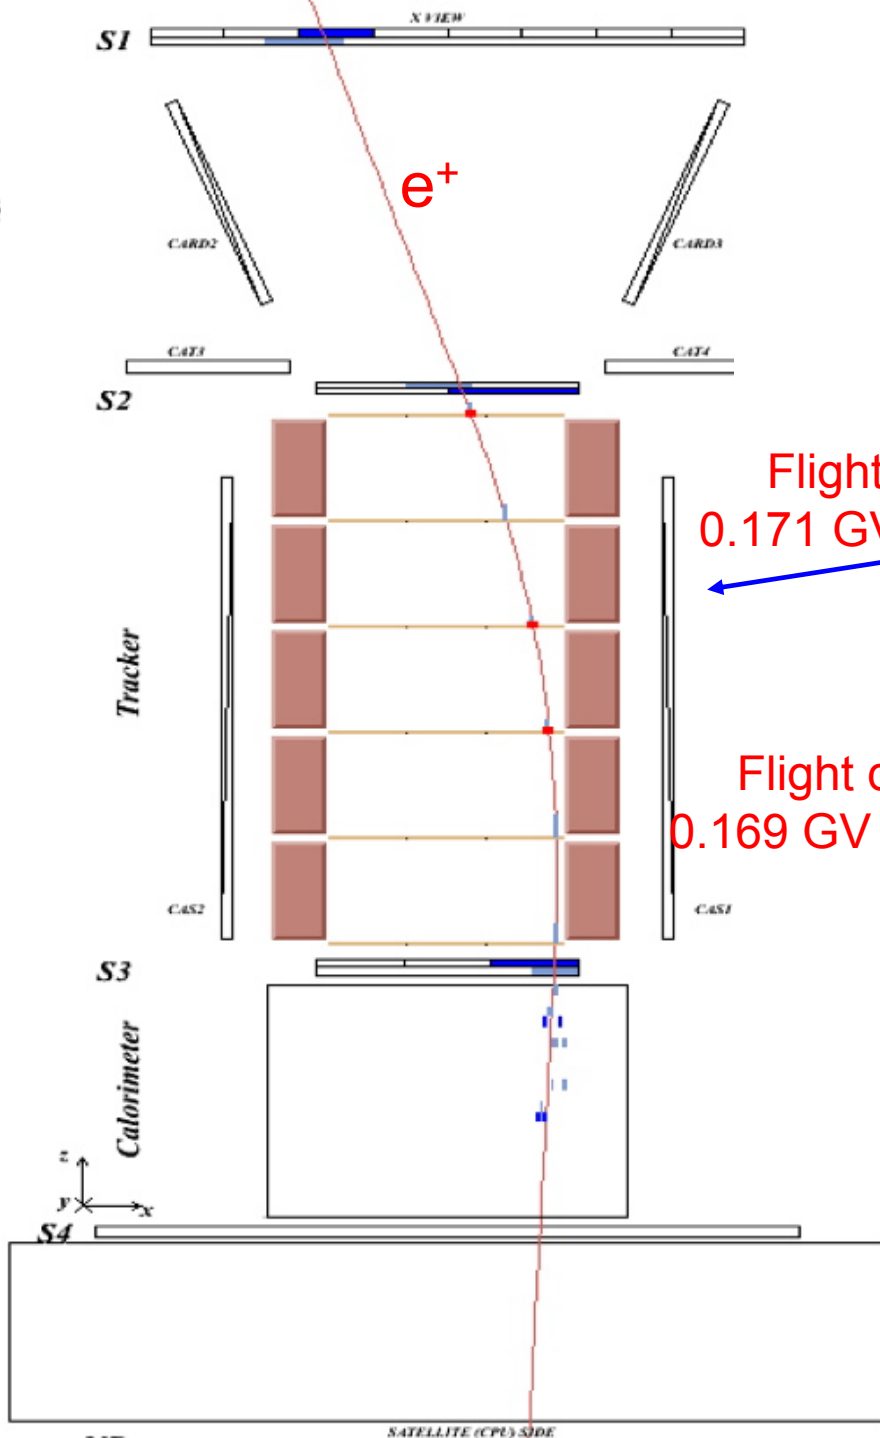 X VIEW
S1
e+
CARD2
CARD3
CAT3
CAT4
S2
Flight
0.171 GV
Tracker
Flight
0.169 GV
CAS2
CAS1
S3
Calorimeter
z
y
x
S4
SATELLITE (CPU) SIDE